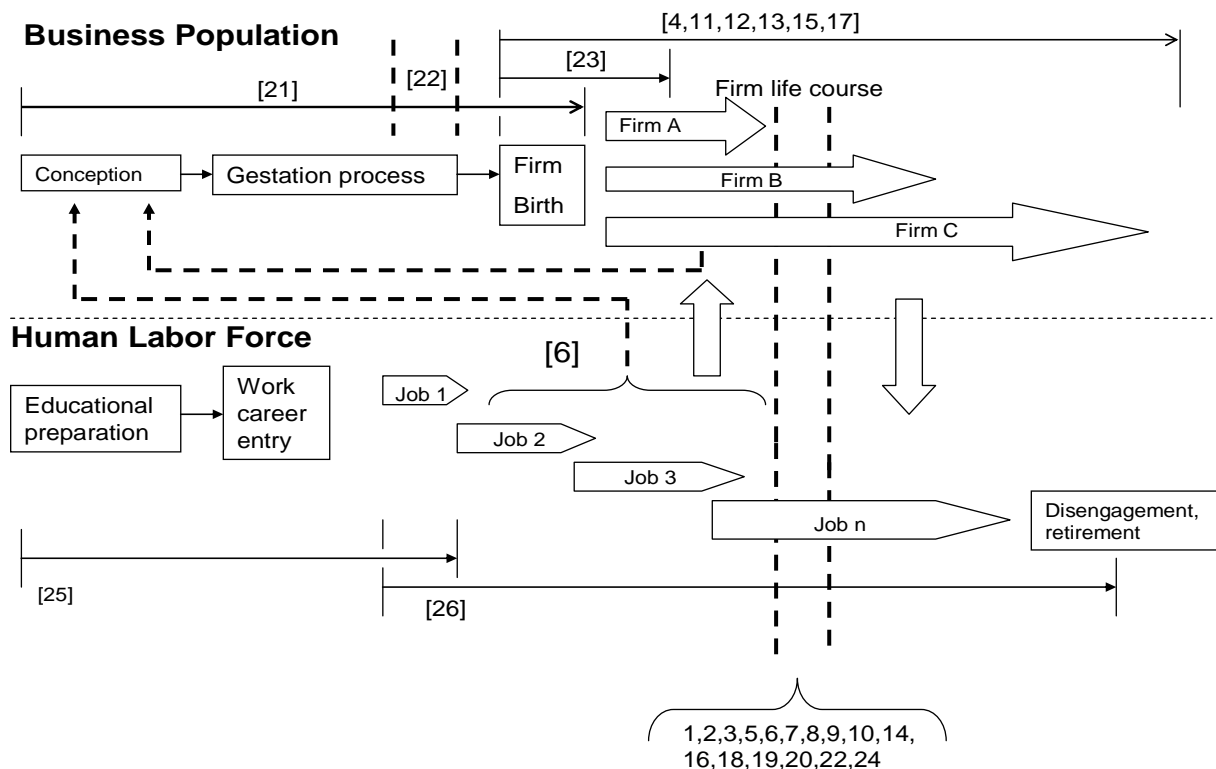 [4,11,12,13,15,17]
Business Population
[23]
[22]
[21]
Firm life course
Firm A
Conception
Gestation process
Firm
Birth
Firm B
Firm C
Human Labor Force
[6]
Educational
preparation
Work
career
entry
Job 1
Job 2
Job 3
Job n
Disengagement,
retirement
[25]
[26]
1,2,3,5,6,7,8,9,10,14,
16,18,19,20,22,24